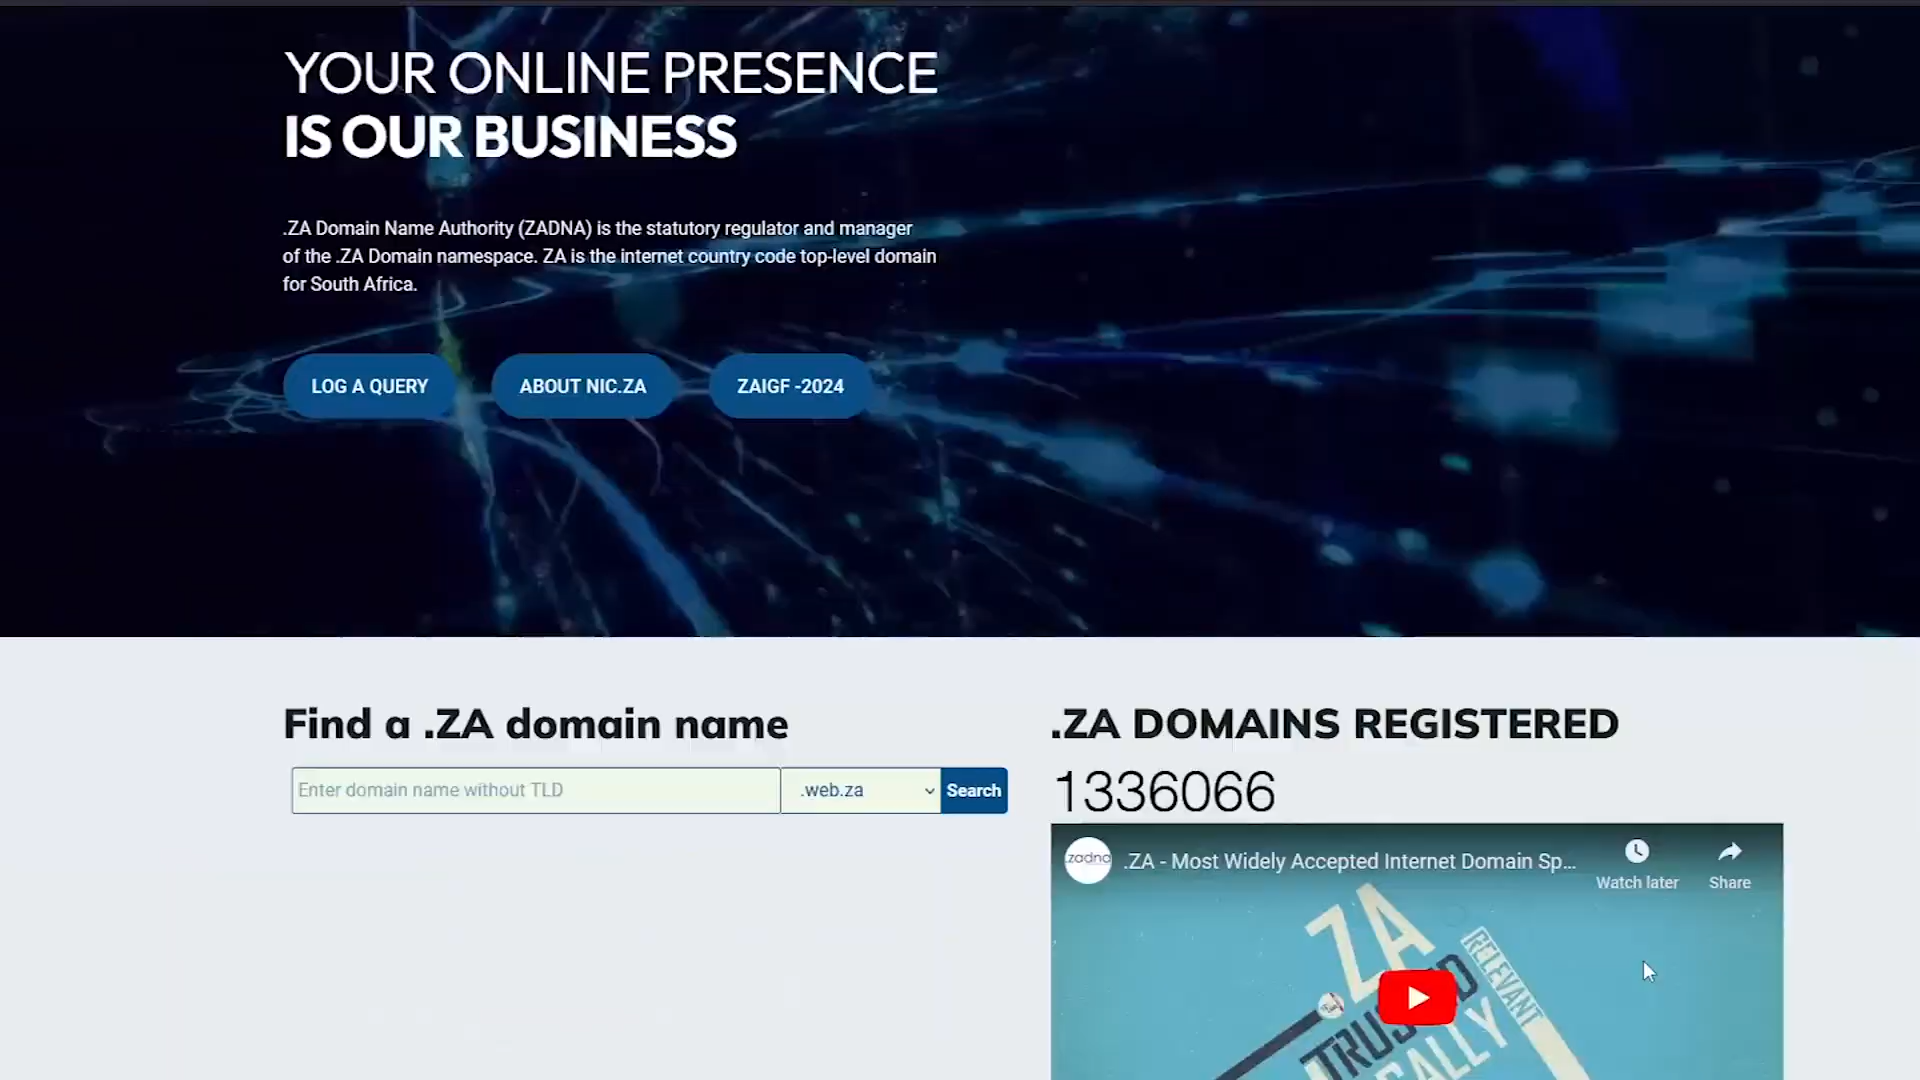 YOUR ONLINE PRESENCE
IS OUR BUSINESS
.ZA Domain Name Authority (ZADNA) is the statutory regulator and manager
of the .ZA Domain namespace. ZA is the internet country code top-level domain
for South Africa.
LOG A QUERY
ABOUT NIC.ZA
ZAIGF -2024
Find a .ZA domain name
Enter domain name without TLD
.web.za
Search
.ZA DOMAINS REGISTERED
1336066
zadna
.ZA - Most Widely Accepted Internet Domain Sp...
Watch later
Share
ZA
RELEVANT